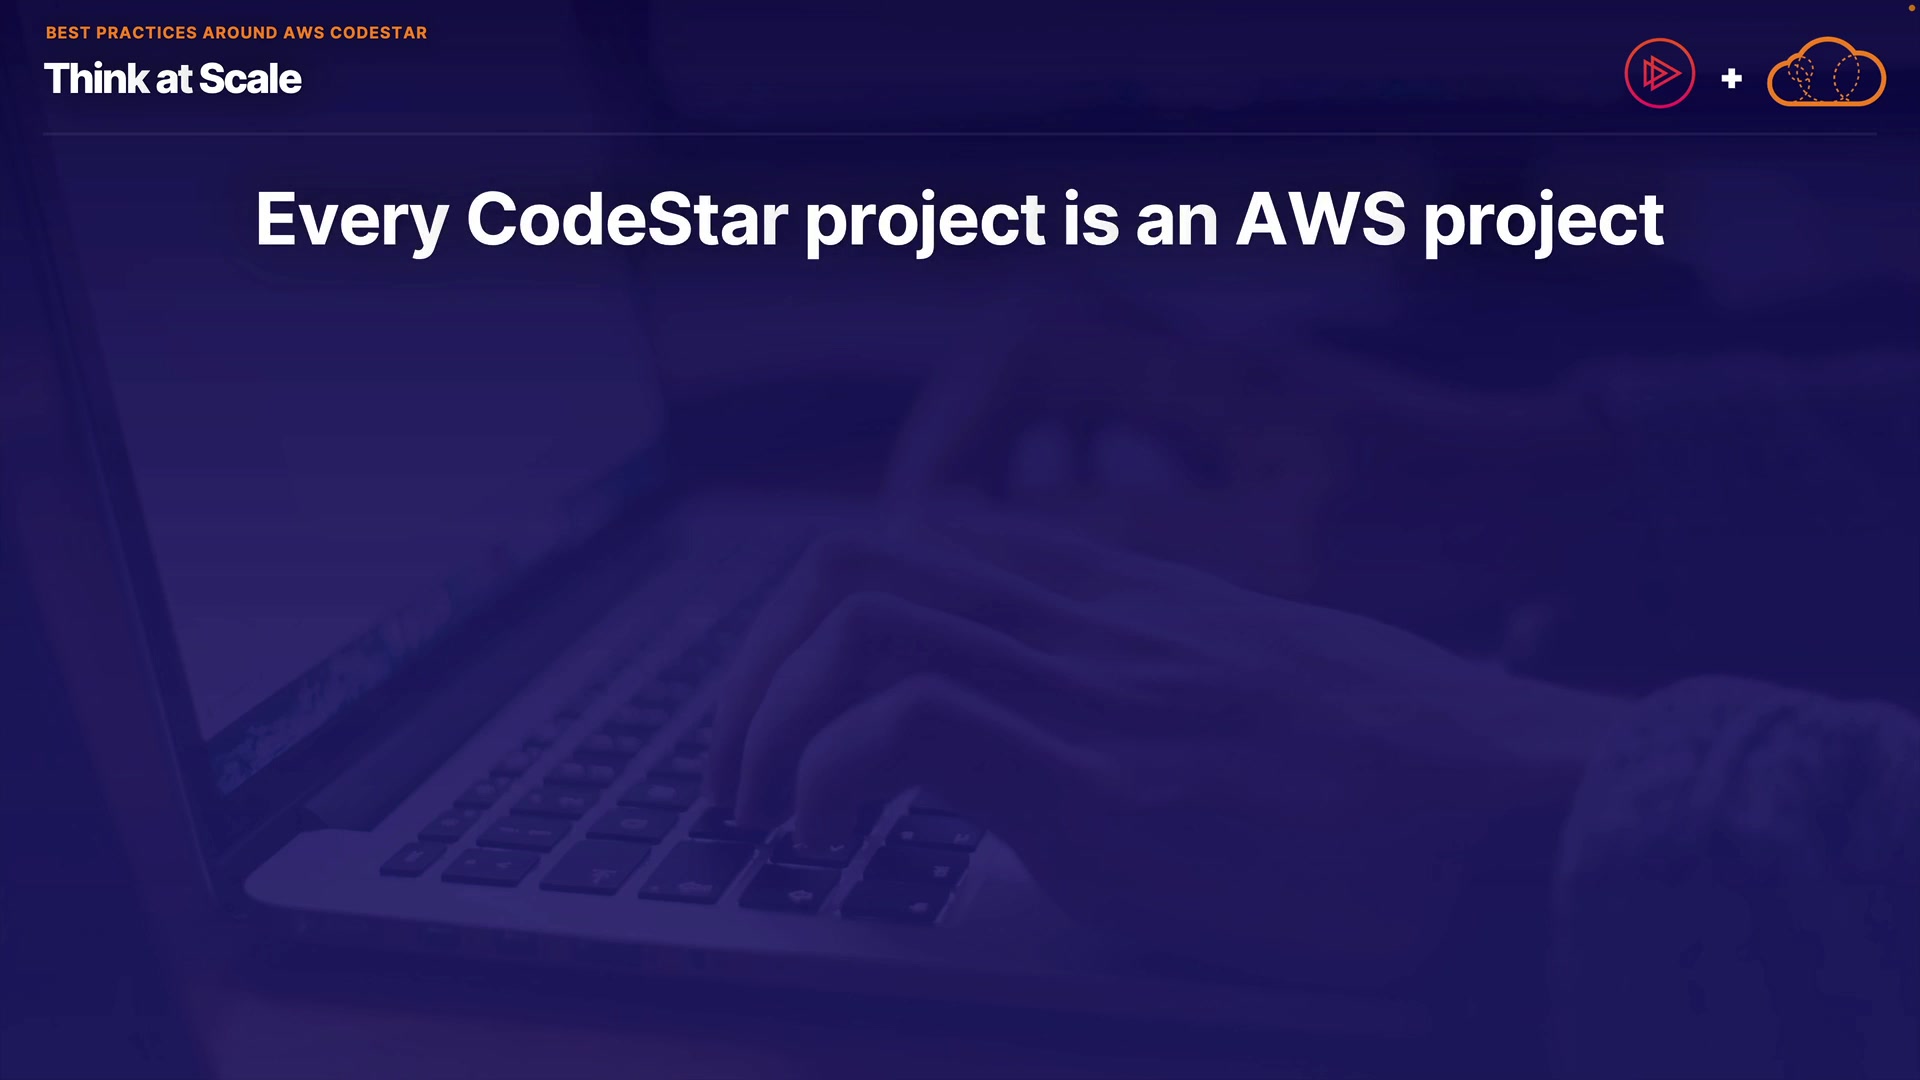 BEST PRACTICES AROUND AWS CODESTAR
Think at Scale
+
Every CodeStar project is an AWS project